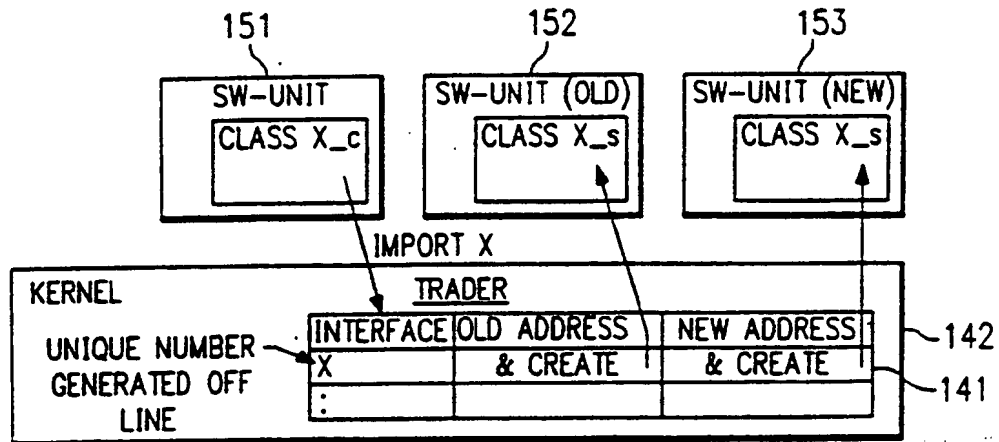 151
152
153
SW-UNIT
CLASS X_c
SW-UNIT (OLD)
CLASS X_s
SW-UNIT (NEW)
CLASS X_s
IMPORT X
KERNEL
TRADER
INTERFACE OLD ADDRESS NEW ADDRESS
X & CREATE & CREATE
:
UNIQUE NUMBER
GENERATED OFF
LINE
142
141